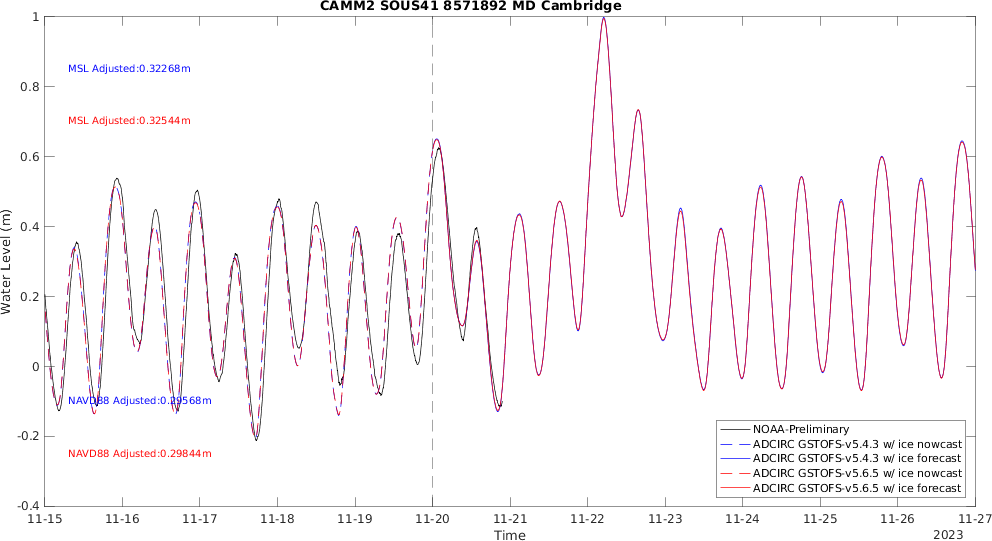 CAMM2 SOUS41 8571892 MD Cambridge
1
0.8
0.6
0.4
0.2
0
-0.2
-0.4
Water Level (m)
MSL Adjusted:0.32268m
MSL Adjusted:0.32544m
NAVD88 Adjusted:0.29568m
NAVD88 Adjusted:0.29844m
NOAA-Preliminary
ADCIRC GSTOFS-v5.4.3 w/ ice nowcast
ADCIRC GSTOFS-v5.4.3 w/ ice forecast
ADCIRC GSTOFS-v5.6.5 w/ ice nowcast
ADCIRC GSTOFS-v5.6.5 w/ ice forecast
11-15 11-16 11-17 11-18 11-19 11-20 11-21 11-22 11-23 11-24 11-25 11-26 11-27
Time
2023